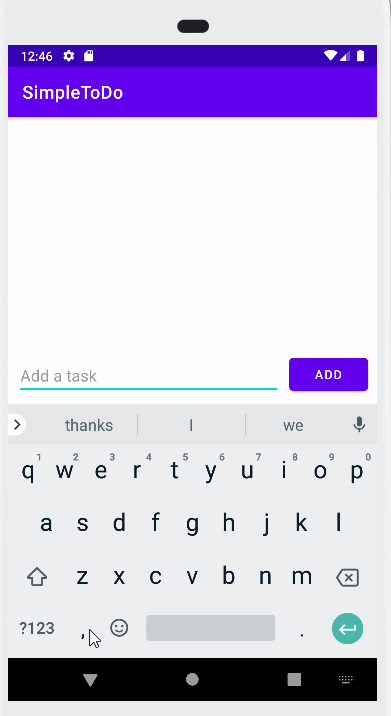 12:46
SimpleToDo
Add a task ADD
thanks I we
1 2 3 4 5 6 7 8 9 0
q w e r t y u i o p
a s d f g h j k l
z x c v b n m
?123 , .